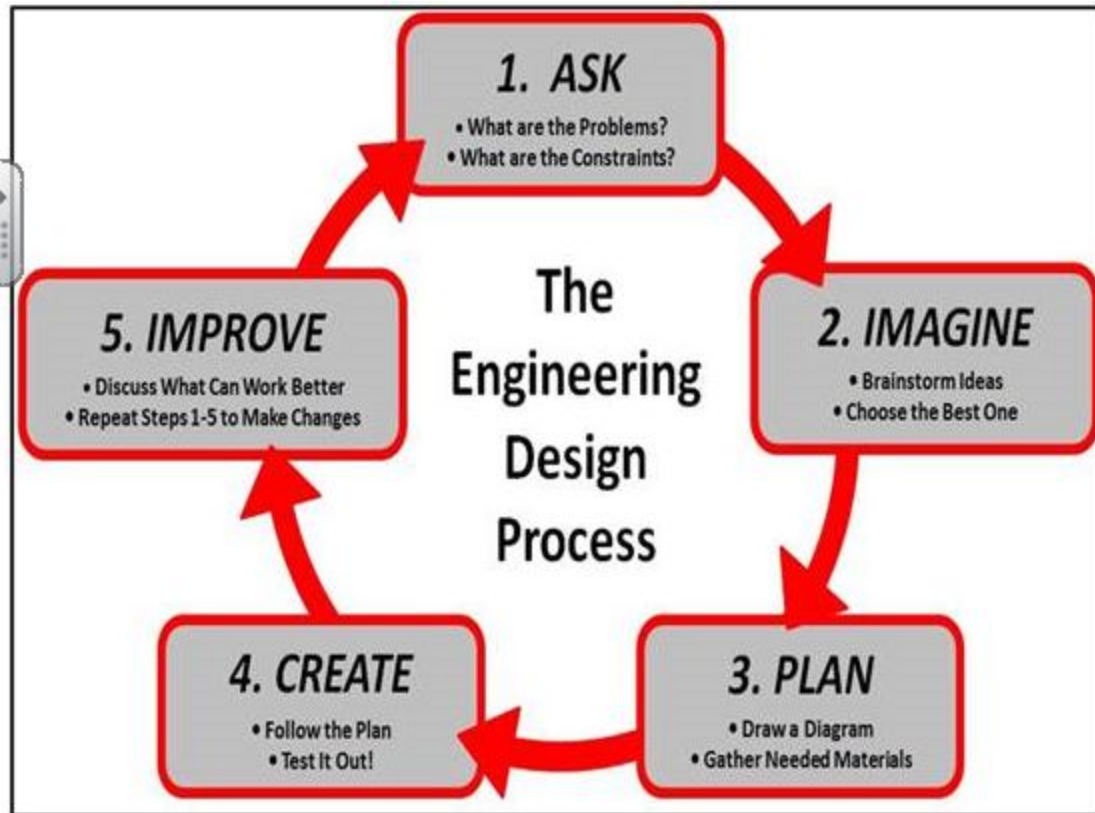 1. ASK
• What are the Problems?
• What are the Constraints?
The
Engineering
Design
Process
2. IMAGINE
• Brainstorm Ideas
• Choose the Best One
3. PLAN
• Draw a Diagram
• Gather Needed Materials
4. CREATE
• Follow the Plan
• Test It Out!
5. IMPROVE
• Discuss What Can Work Better
• Repeat Steps 1-5 to Make Changes